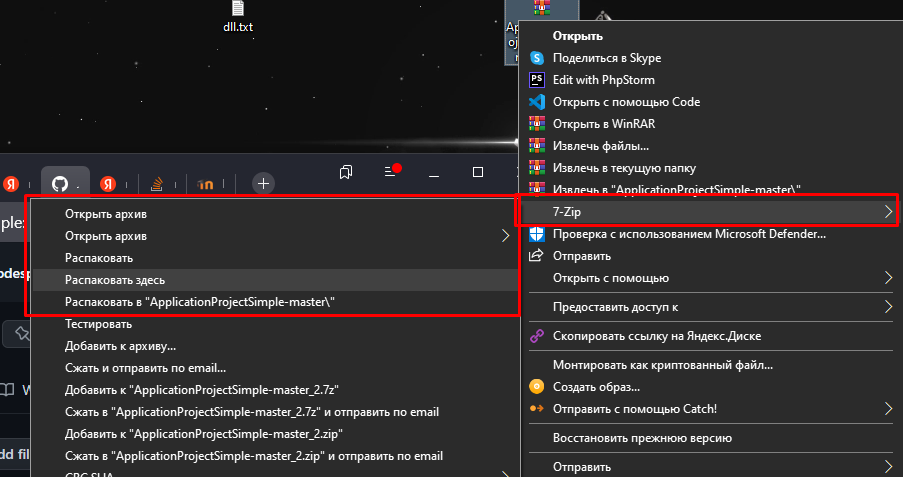 dll.txt
Ap
oj
Открыть
Поделиться в Skype
PS
Edit with PhpStorm
Открыть с помощью Code
Открыть в WinRAR
Извлечь файлы...
Извлечь в текущую папку
Извлечь в "ApplicationProjectSimple-master\"
7-Zip
Проверка с использованием Microsoft Defender...
Отправить
Открыть с помощью
Предоставить доступ к
Скопировать ссылку на Яндекс.Диске
Монтировать как криптованный файл...
Создать образ...
Отправить с помощью Catch!
Восстановить прежнюю версию
Отправить
ple:
odesp
W
dd fil
Открыть архив
Открыть архив
Распаковать
Распаковать здесь
Распаковать в "ApplicationProjectSimple-master\"
Тестировать
Добавить к архиву...
Сжать и отправить по email...
Добавить к "ApplicationProjectSimple-master_2.7z"
Сжать в "ApplicationProjectSimple-master_2.7z" и отправить по email
Добавить к "ApplicationProjectSimple-master_2.zip"
Сжать в "ApplicationProjectSimple-master_2.zip" и отправить по email
CRC SHA